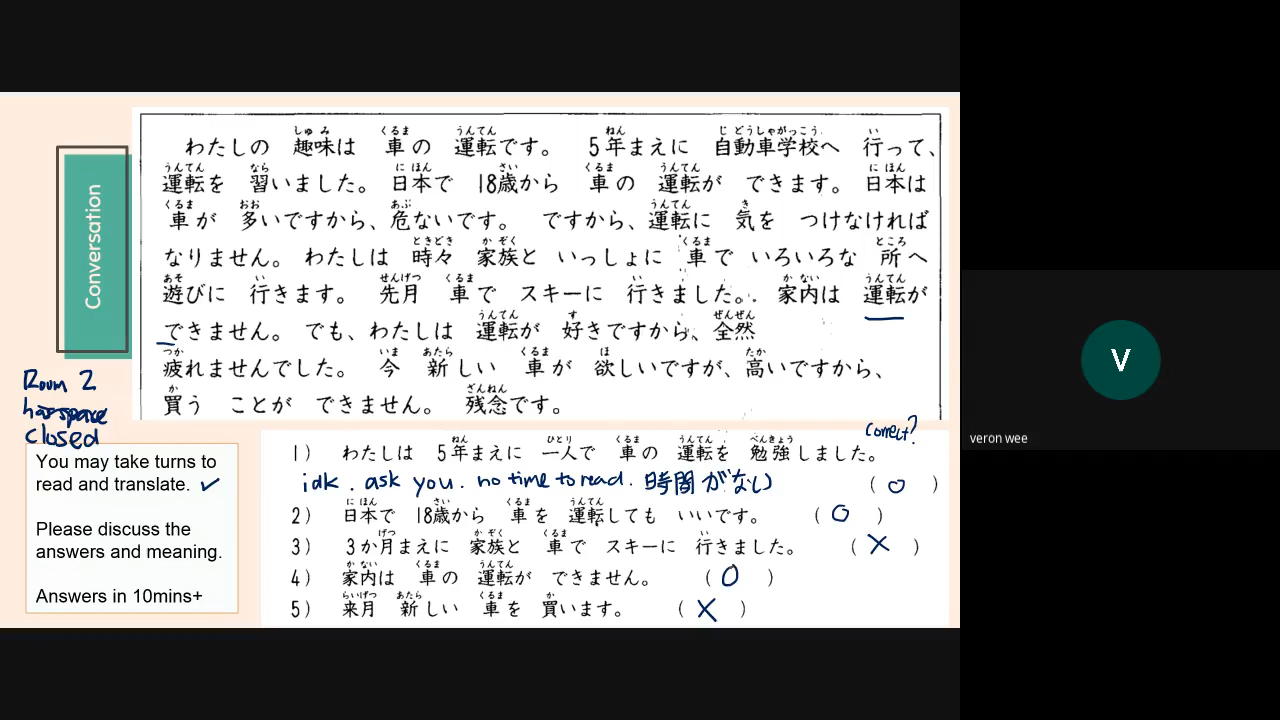 Conversation
わたしの 趣味は 車の 運転です。 5年まえに 自動車学校へ 行って、
運転を 習いました。 日本で 18歳から 車の 運転が できます。 日本は
車が 多いですから、危ないです。 ですから、運転に 気を つけなければ
なりません。 わたしは 時々 家族と いっしょに 車で いろいろな 所へ
遊びに 行きます。 先月 車で スキーに 行きました。 家内は 運転が
できません。 でも、わたしは 運転が 好きですから、全然
疲れませんでした。 今 新しい 車が 欲しいですが、高いですから、
買う ことが できません。 残念です。
Room 2
closed
You may take turns to
read and translate. ✓
Please discuss the
answers and meaning.
Answers in 10mins+
correct?
1) わたしは 5年まえに 一人で 車の 運転を 勉強しました。
idk. ask you. no time to read. 時間がない ( O )
2) 日本で 18歳から 車を 運転しても いいです。 ( O )
3) 3か月まえに 家族と 車で スキーに 行きました。 ( X )
4) 家内は 車の 運転が できません。 ( O )
5) 来月 新しい 車を 買います。 ( X )
V
veron wee